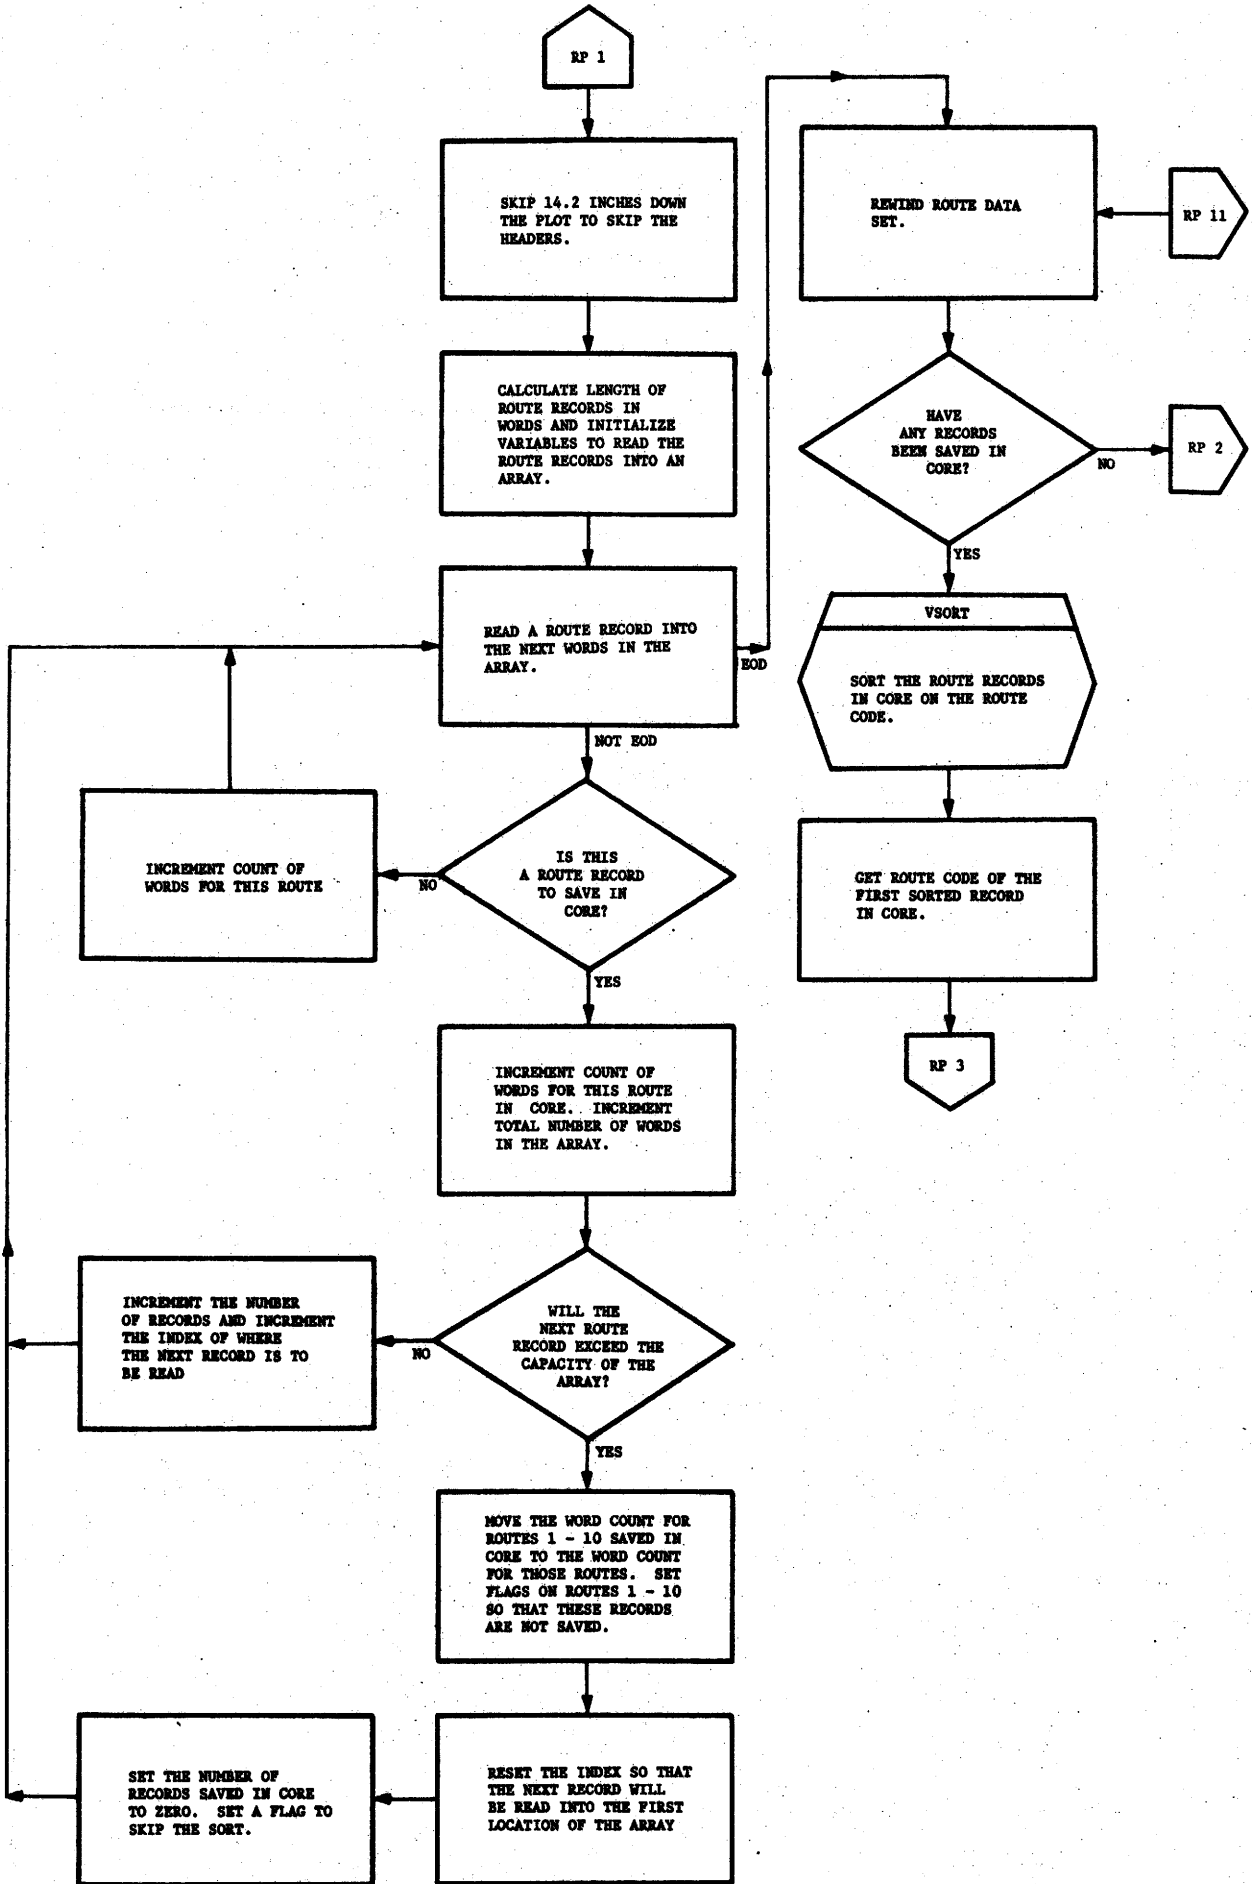 RP 1
SKIP 14.2 INCHES DOWN
THE PLOT TO SKIP THE
HEADERS.
CALCULATE LENGTH OF
ROUTE RECORDS IN
WORDS AND INITIALIZE
VARIABLES TO READ THE
ROUTE RECORDS INTO AN
ARRAY.
READ A ROUTE RECORD INTO
THE NEXT WORDS IN THE
ARRAY.
EOD
NOT EOD
IS THIS
A ROUTE RECORD
TO SAVE IN
CORE?
NO
INCREMENT COUNT OF
WORDS FOR THIS ROUTE
YES
INCREMENT COUNT OF
WORDS FOR THIS ROUTE
IN CORE. INCREMENT
TOTAL NUMBER OF WORDS
IN THE ARRAY.
WILL THE
NEXT ROUTE
RECORD EXCEED THE
CAPACITY OF THE
ARRAY?
NO
INCREMENT THE NUMBER
OF RECORDS AND INCREMENT
THE INDEX OF WHERE
THE NEXT RECORD IS TO
BE READ
YES
MOVE THE WORD COUNT FOR
ROUTES 1 - 10 SAVED IN
CORE TO THE WORD COUNT
FOR THOSE ROUTES. SET
FLAGS ON ROUTES 1 - 10
SO THAT THESE RECORDS
ARE NOT SAVED.
RESET THE INDEX SO THAT
THE NEXT RECORD WILL
BE READ INTO THE FIRST
LOCATION OF THE ARRAY
SET THE NUMBER OF
RECORDS SAVED IN CORE
TO ZERO. SET A FLAG TO
SKIP THE SORT.
REWIND ROUTE DATA
SET.
RP 11
HAVE
ANY RECORDS
BEEN SAVED IN
CORE?
NO
RP 2
YES
VSORT
SORT THE ROUTE RECORDS
IN CORE ON THE ROUTE
CODE.
GET ROUTE CODE OF THE
FIRST SORTED RECORD
IN CORE.
RP 3